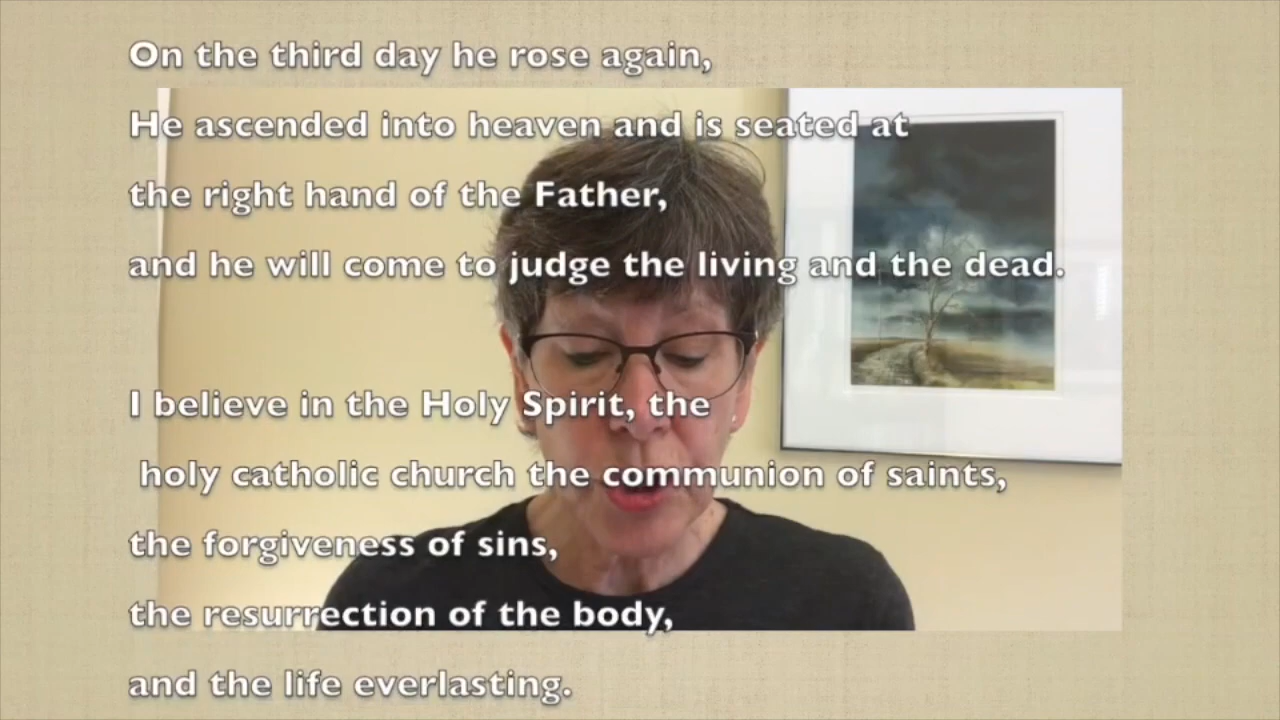 On the third day he rose again,
He ascended into heaven and is seated at
the right hand of the Father,
and he will come to judge the living and the dead.
I believe in the Holy Spirit, the
holy catholic church the communion of saints,
the forgiveness of sins,
the resurrection of the body,
and the life everlasting.